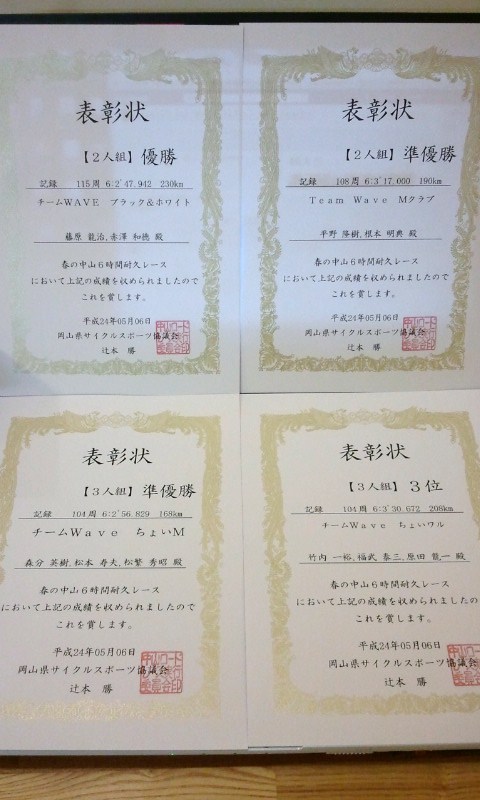 表彰状
【２人組】 優勝
記録 115周 6:2'47.942 230km
チームWAVE ブラック＆ホワイト
藤原 龍治,赤澤 和徳 殿
春の中山６時間耐久レース
において上記の成績を収められましたので
これを賞します。
平成24年05月06日
岡山県サイクルスポーツ協議会
辻本 勝
表彰状
【２人組】 準優勝
記録 108周 6:3'17.000 190km
Team Wave Mクラブ
平野 隆樹,根本 明典 殿
春の中山６時間耐久レース
において上記の成績を収められましたので
これを賞します。
平成24年05月06日
岡山県サイクルスポーツ協議会
辻本 勝
表彰状
【３人組】 準優勝
記録 104周 6:2'56.829 168km
チームWave ちょいM
森分 英樹,松本 寿夫,松繁 秀昭 殿
春の中山６時間耐久レース
において上記の成績を収められましたので
これを賞します。
平成24年05月06日
岡山県サイクルスポーツ協議会
辻本 勝
表彰状
【３人組】 ３位
記録 104周 6:3'30.672 208km
チームWave ちょいワル
竹内 一裕,福武 泰三,原田 龍一 殿
春の中山６時間耐久レース
において上記の成績を収められましたので
これを賞します。
平成24年05月06日
岡山県サイクルスポーツ協議会
辻本 勝